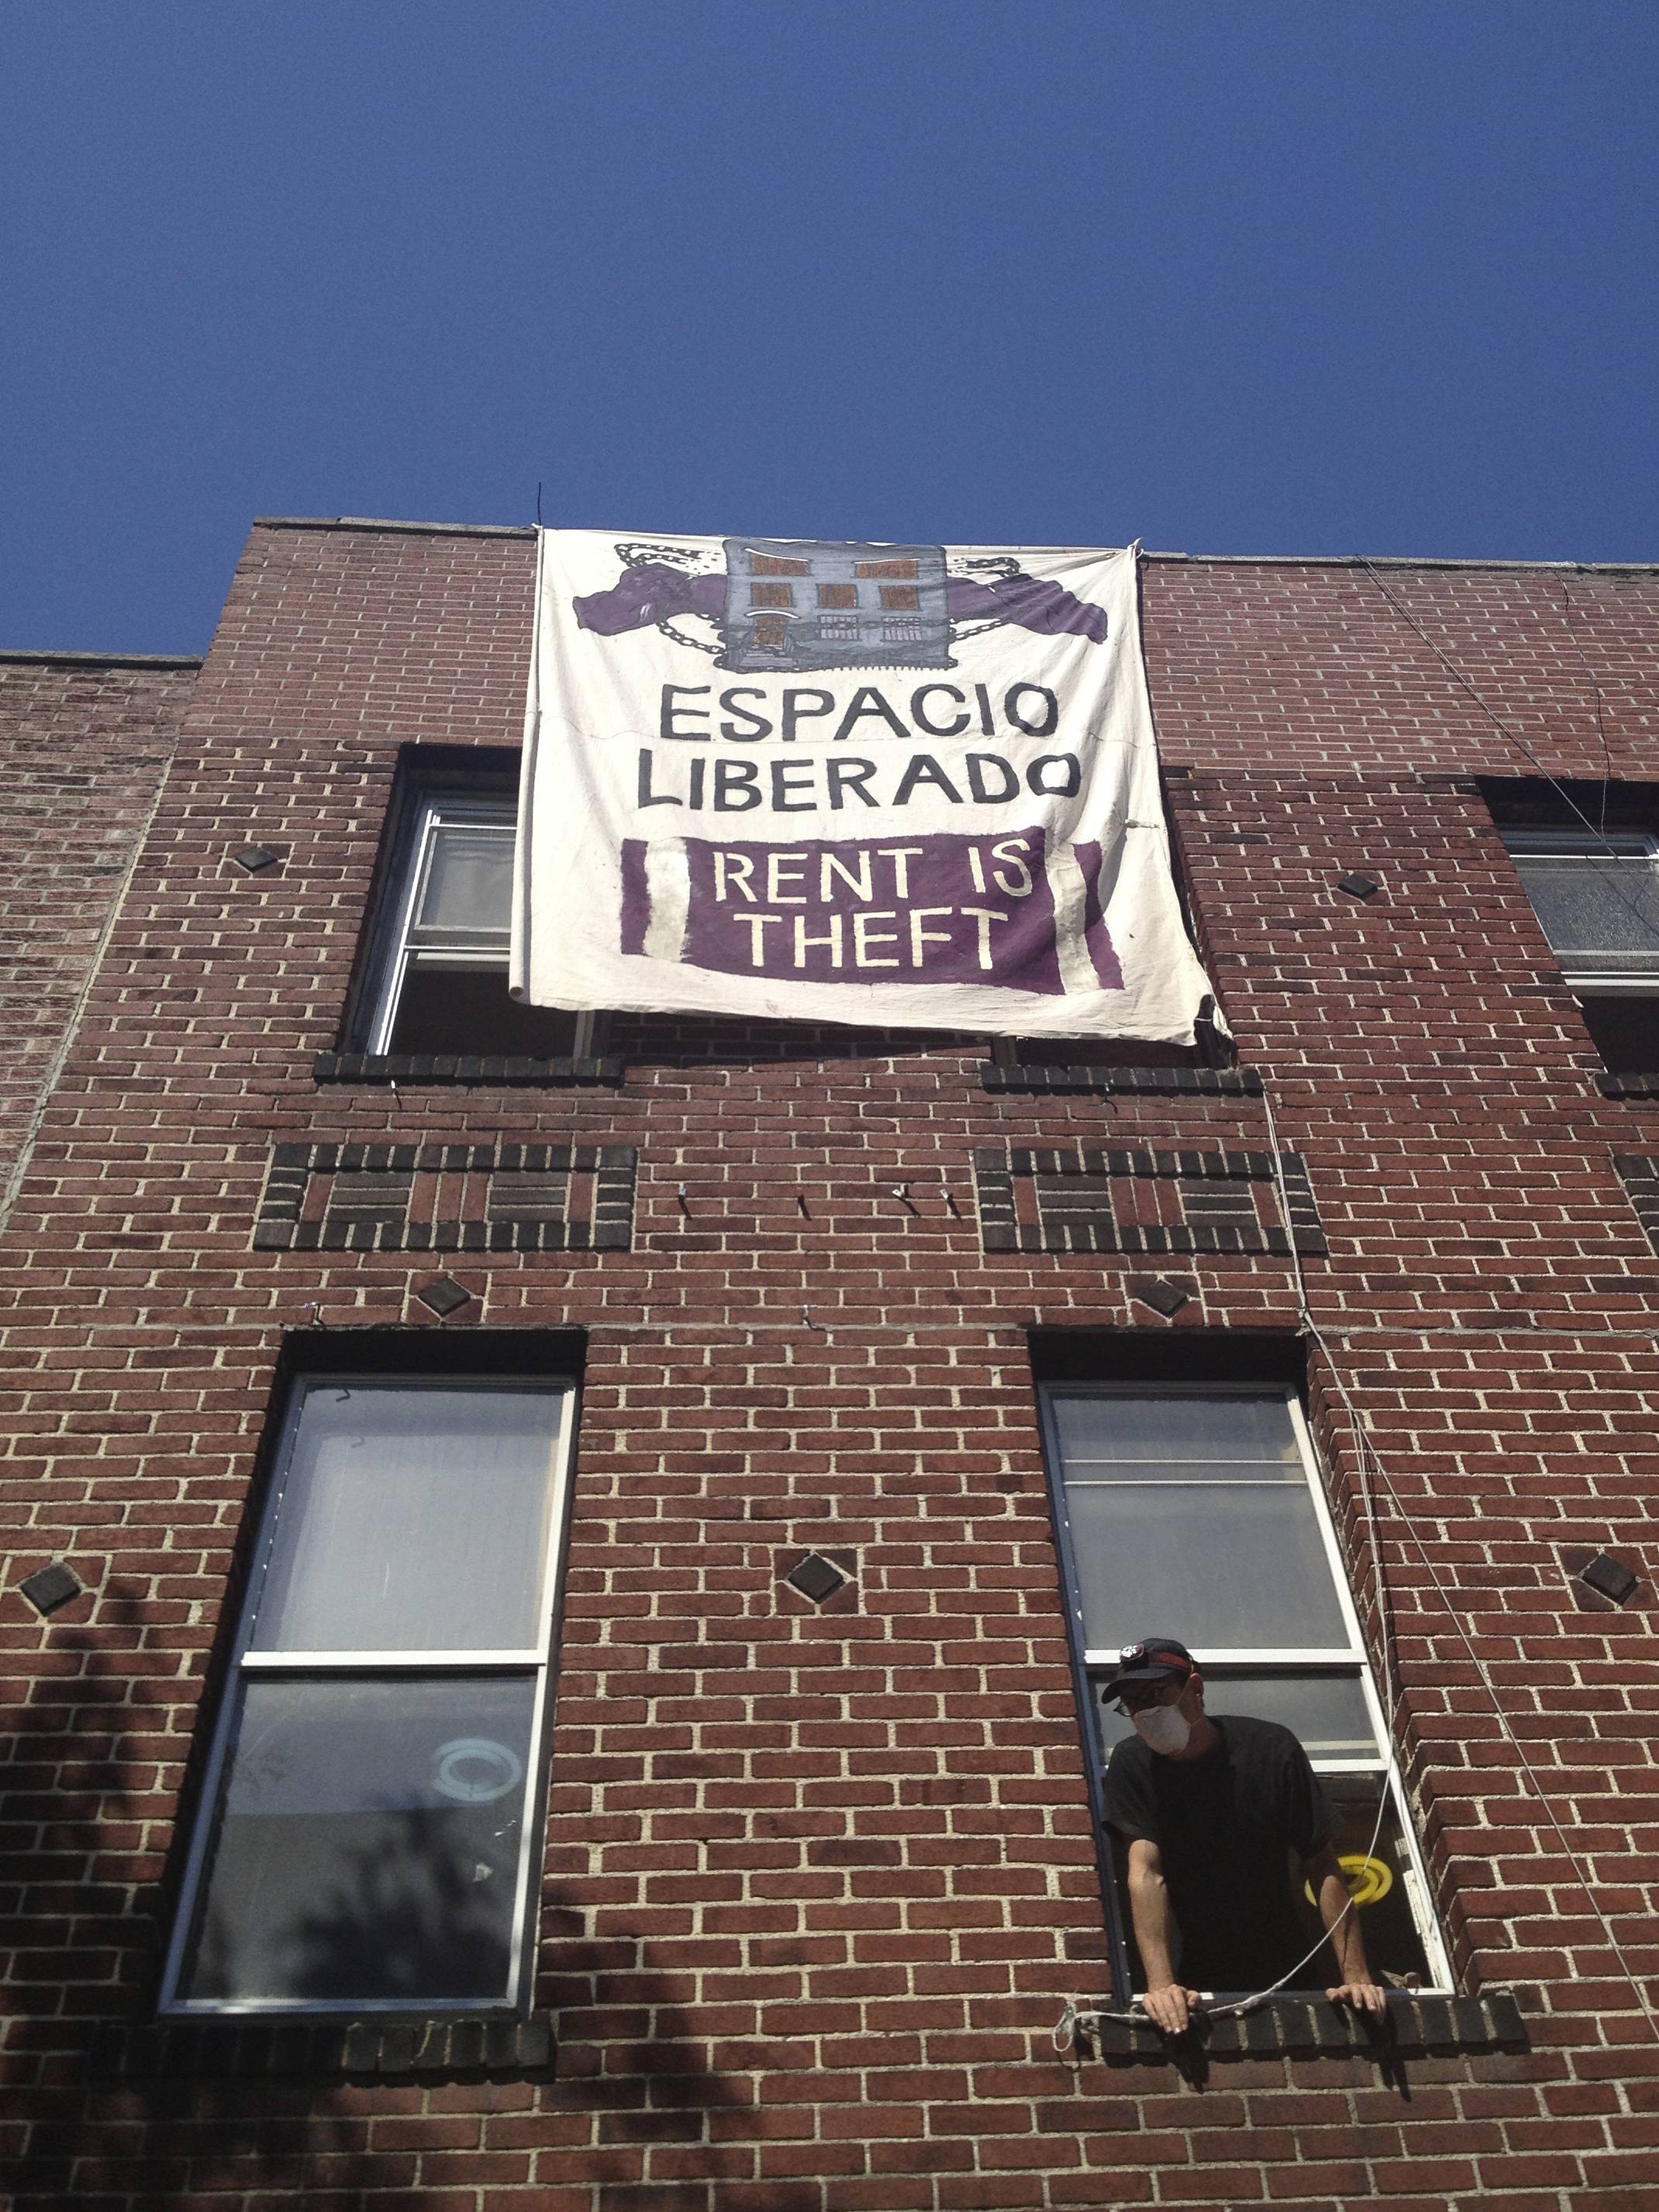 ESPACIO
LIBERADO
RENT IS
THEFT